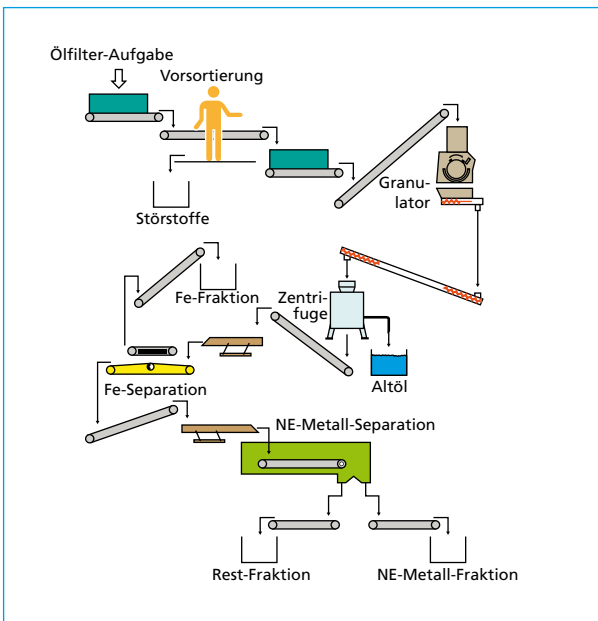 Ölfilter-Aufgabe
Vorsortierung
Granu-
lator
Störstoffe
Fe-Fraktion
Zentri-
fuge
Altöl
Fe-Separation
NE-Metall-Separation
Rest-Fraktion
NE-Metall-Fraktion